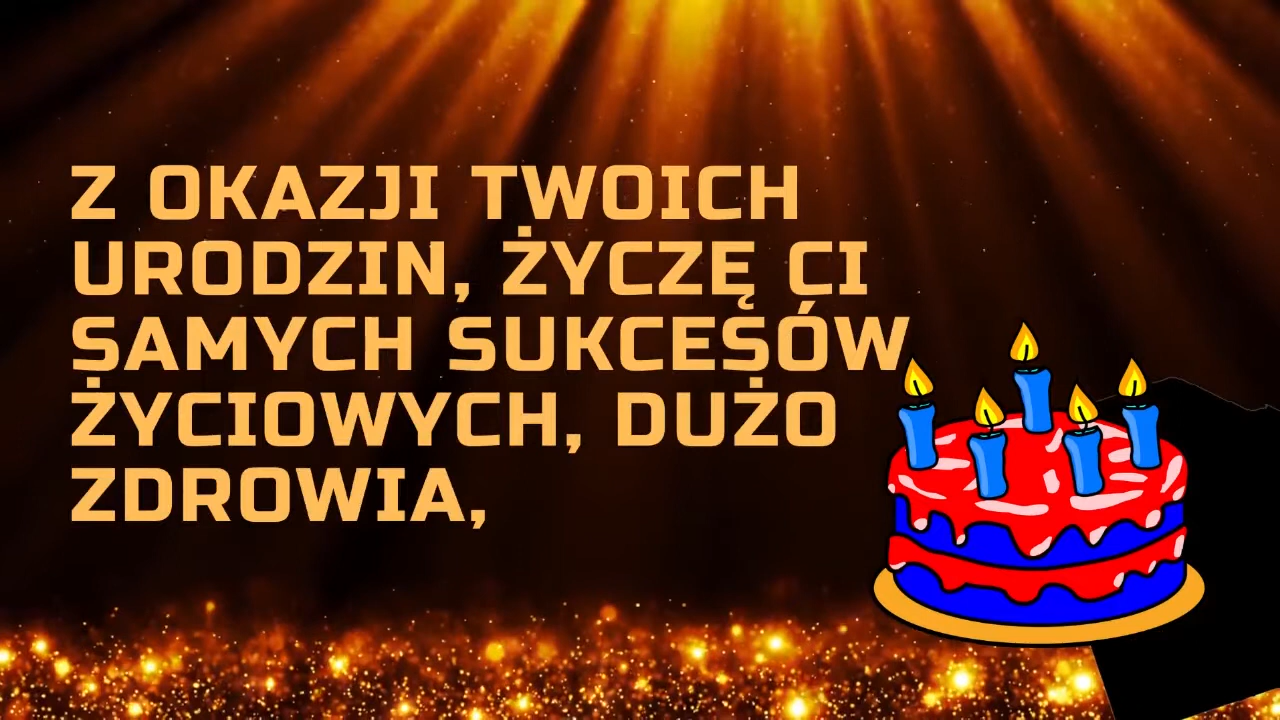 Z OKAZJI TWOICH
URODZIN, ŻYCZĘ CI
SAMYCH SUKCESÓW
ŻYCIOWYCH, DUŻO
ZDROWIA,